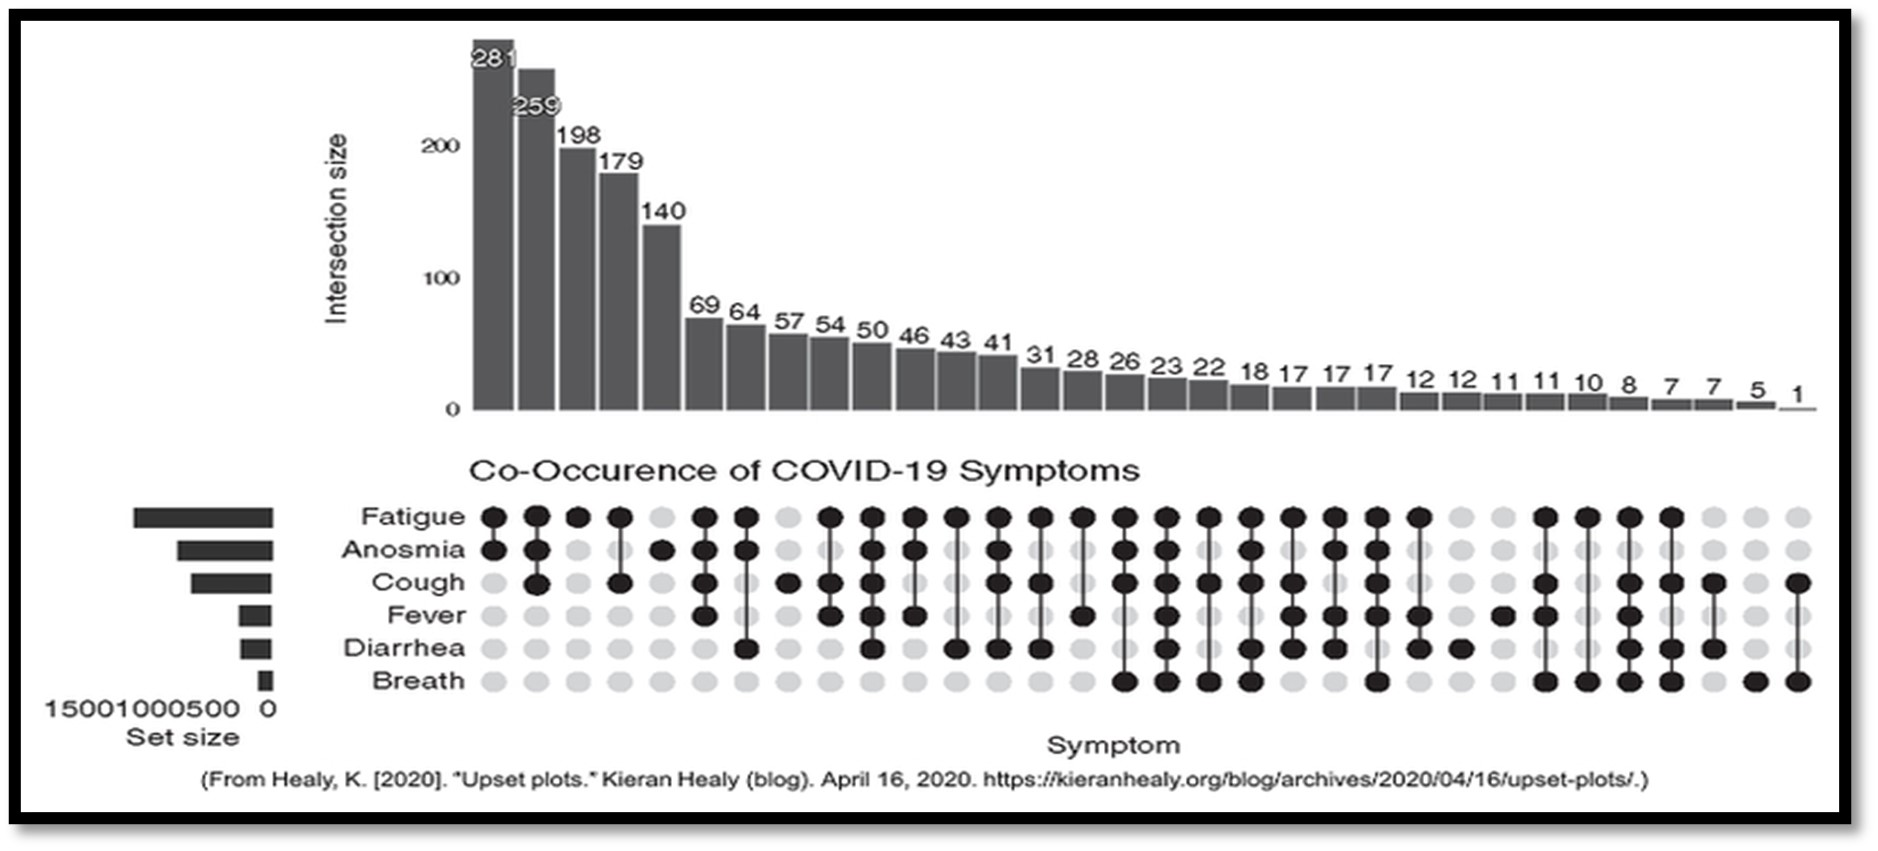 281
259
198
179
140
69 64 57 54 50 46 43 41 31 28 26 23 22 18 17 17 17 12 12 11 11 10 8 7 7 5 1
Intersection size
200
100
0
Co-Occurence of COVID-19 Symptoms
Fatigue
Anosmia
Cough
Fever
Diarrhea
Breath
15001000500 0
Set size
Symptom
(From Healy, K. [2020]. "Upset plots." Kieran Healy (blog). April 16, 2020. https://kieranhealy.org/blog/archives/2020/04/16/upset-plots/.)